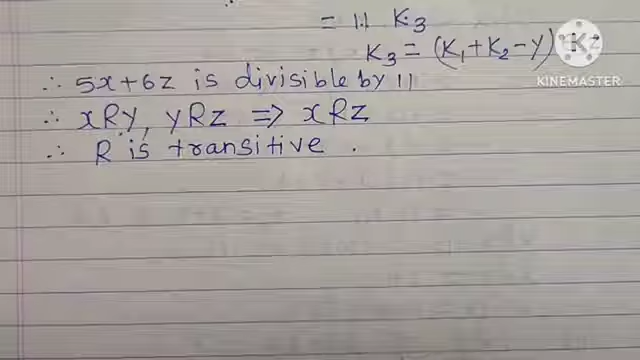 = 11 K3
K3 = (K1+K2-y)
∴ 5x+6z is divisible by 11
KINEMASTER
∴ xRy, yRz ⇒ xRz
∴ R is transitive .